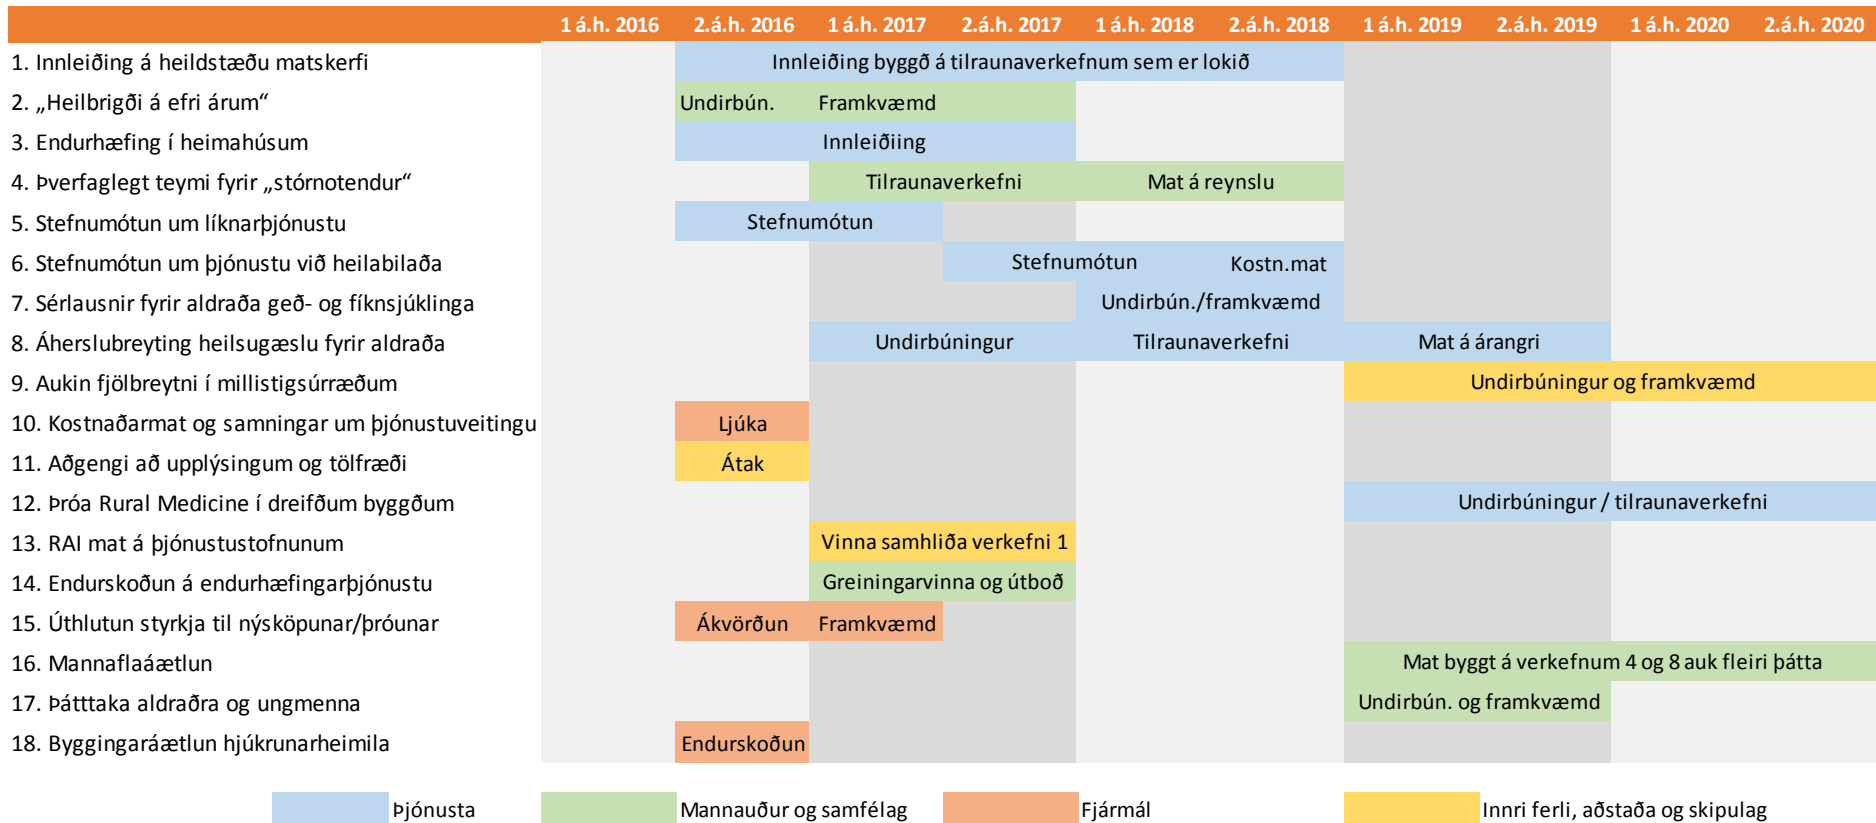 1 á.h. 2016 2.á.h. 2016 1 á.h. 2017 2.á.h. 2017 1 á.h. 2018 2.á.h. 2018 1 á.h. 2019 2.á.h. 2019 1 á.h. 2020 2.á.h. 2020
1. Innleiðing á heildstæðu matskerfi Innleiðing byggð á tilraunaverkefnum sem er lokið
2. „Heilbrigði á efri árum“ Undirbún. Framkvæmd
3. Endurhæfing í heimahúsum Innleiðiing
4. Þverfaglegt teymi fyrir „stórnotendur“ Tilraunaverkefni Mat á reynslu
5. Stefnumótun um líknarþjónustu Stefnumótun
6. Stefnumótun um þjónustu við heilabilaða Stefnumótun Kostn.mat
7. Sérlausnir fyrir aldraða geð- og fíknsjúklinga Undirbún./framkvæmd
8. Áherslubreyting heilsugæslu fyrir aldraða Undirbúningur Tilraunaverkefni Mat á árangri
9. Aukin fjölbreytni í millistigsúrræðum Undirbúningur og framkvæmd
10. Kostnaðarmat og samningar um þjónustuveitingu Ljúka
11. Aðgengi að upplýsingum og tölfræði Átak
12. Þróa Rural Medicine í dreifðum byggðum Undirbúningur / tilraunaverkefni
13. RAI mat á þjónustustofnunum Vinna samhliða verkefni 1
14. Endurskoðun á endurhæfingarþjónustu Greiningarvinna og útboð
15. Úthlutun styrkja til nýsköpunar/þróunar Ákvörðun Framkvæmd
16. Mannaflaáætlun Mat byggt á verkefnum 4 og 8 auk fleiri þátta
17. Þátttaka aldraðra og ungmenna Undirbún. og framkvæmd
18. Byggingaráætlun hjúkrunarheimila Endurskoðun
Þjónusta Mannauður og samfélag Fjármál Innri ferli, aðstaða og skipulag